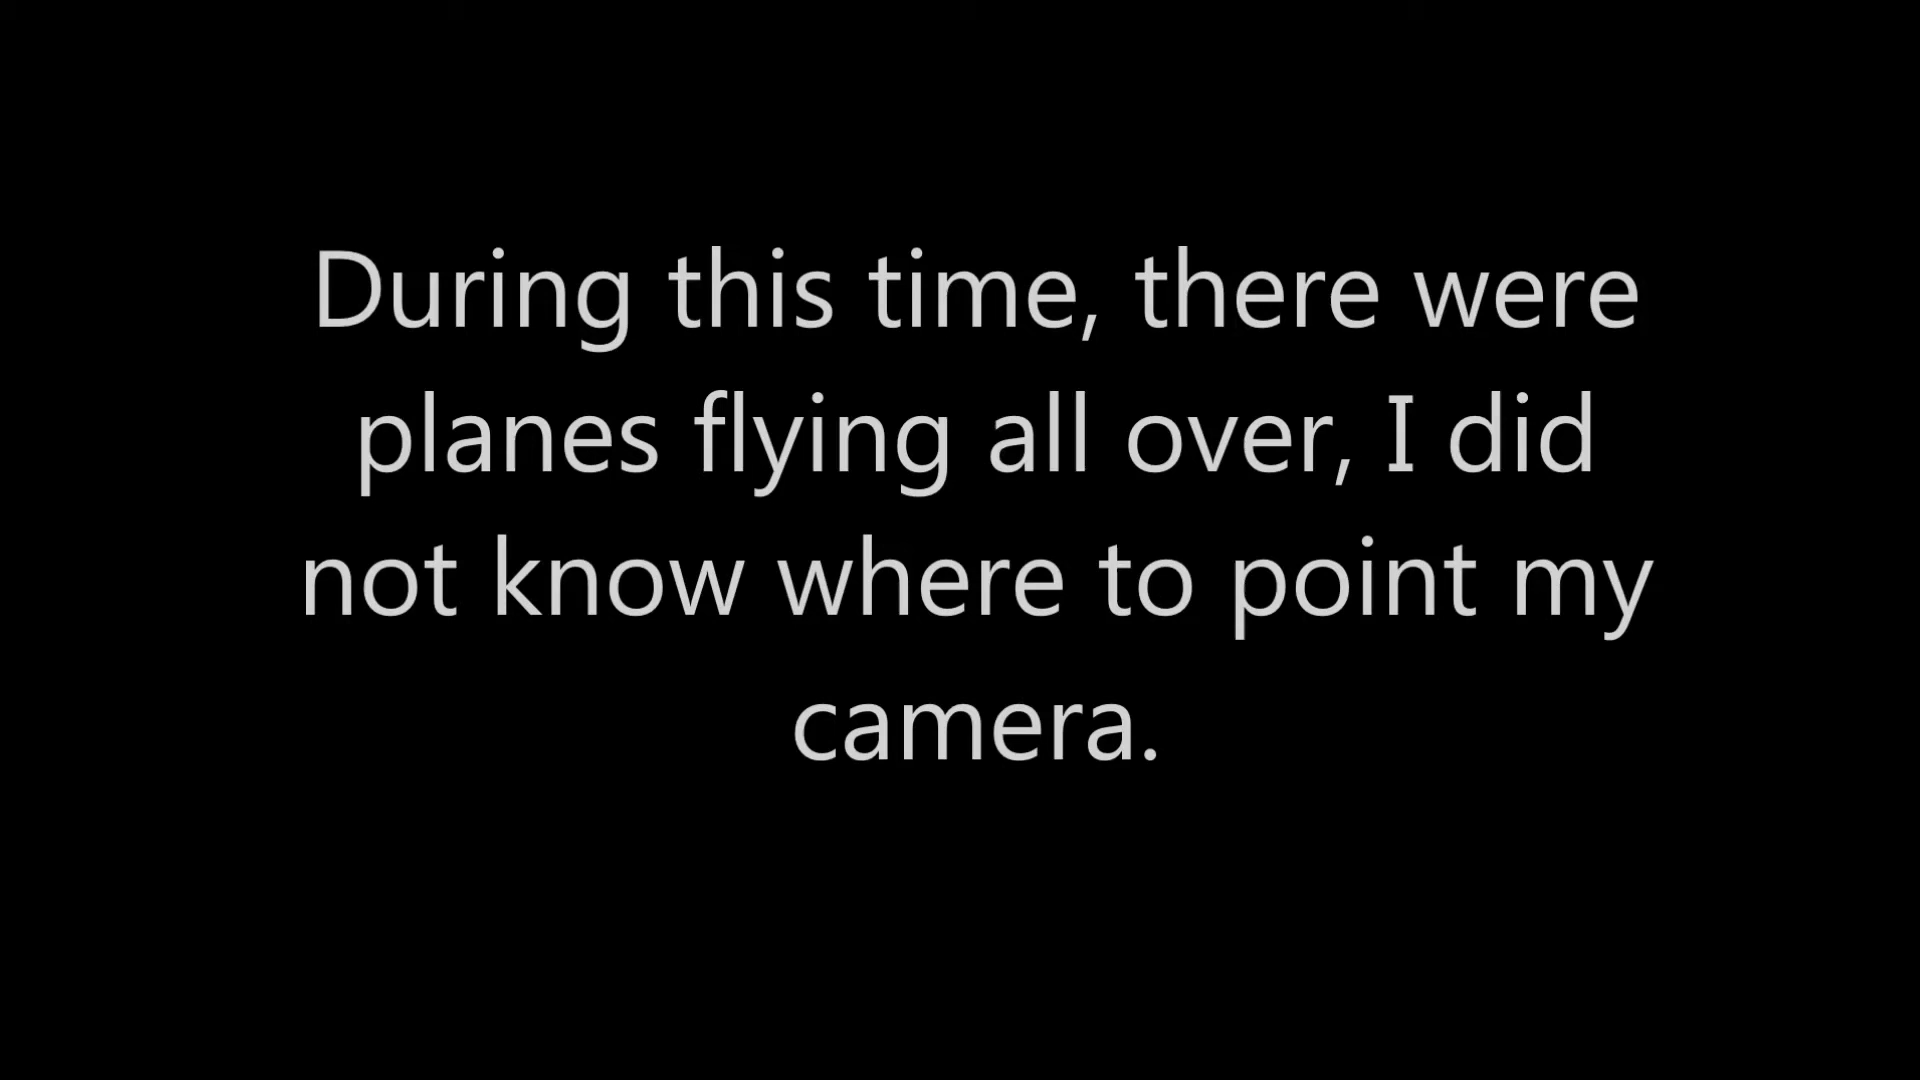 During this time, there were
planes flying all over, I did
not know where to point my
camera.